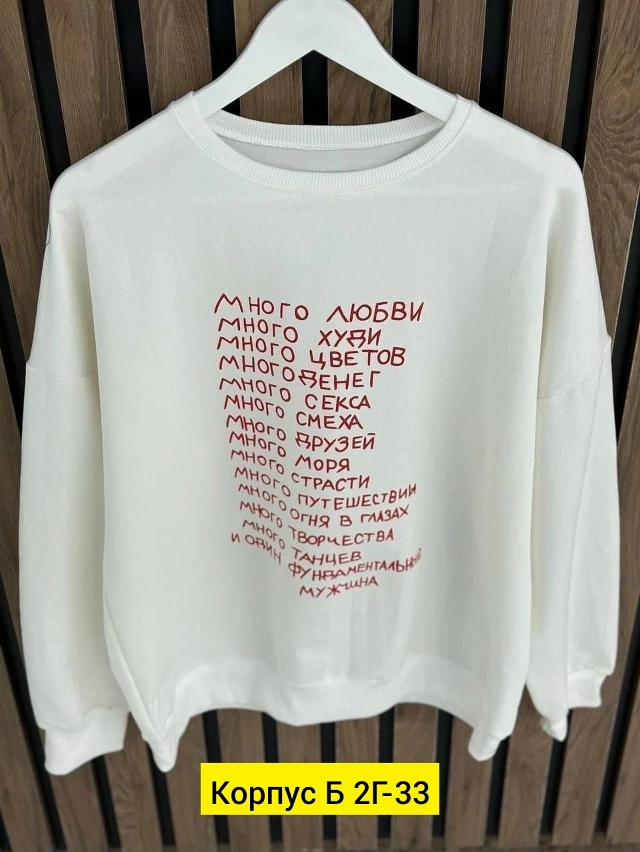 МНОГО ЛЮБВИ
МНОГО ХУДИ
МНОГО ЦВЕТОВ
МНОГО ДЕНЕГ
МНОГО СЕКСА
МНОГО СМЕХА
МНОГО ДРУЗЕЙ
МНОГО МОРЯ
МНОГО СТРАСТИ
МНОГО ПУТЕШЕСТВИЙ
МНОГО ОГНЯ В ГЛАЗАХ
МНОГО ТВОРЧЕСТВА
МНОГО ТАНЦЕВ
И ОДИН ФУНДАМЕНТАЛЬНЫЙ
МУЖЧИНА
Корпус Б 2Г-33